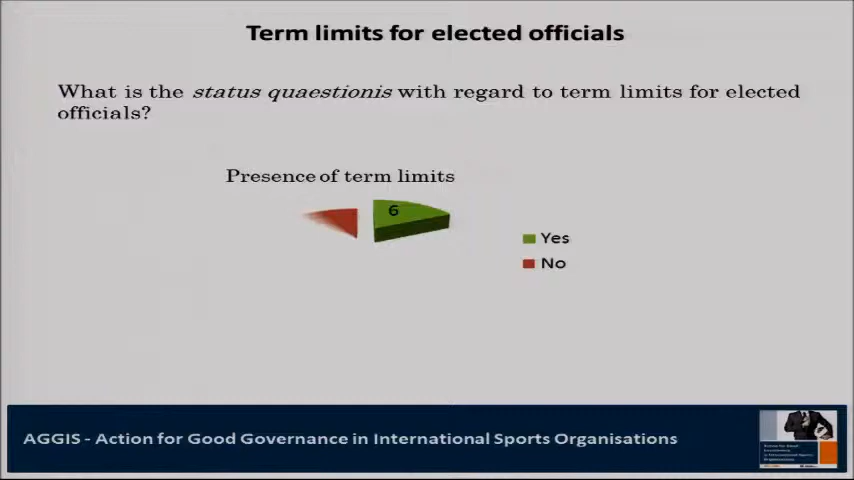 Term limits for elected officials
What is the status quaestionis with regard to term limits for elected
officials?
Presence of term limits
6
Yes
No
AGGIS - Action for Good Governance in International Sports Organisations